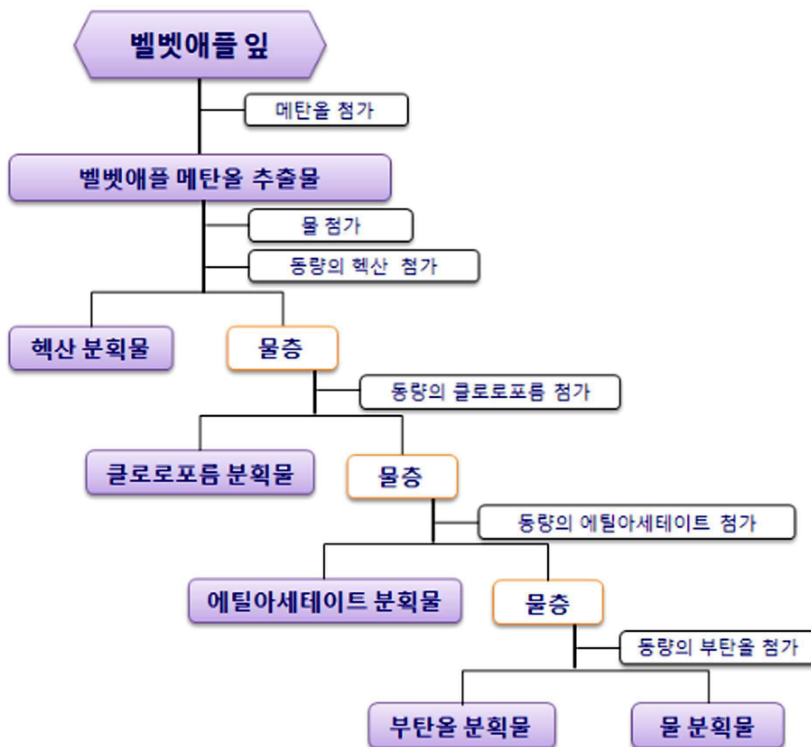 벨벳애플 잎
메탄올 첨가
벨벳애플 메탄올 추출물
물 첨가
동량의 헥산 첨가
헥산 분획물
물층
동량의 클로로포름 첨가
클로로포름 분획물
물층
동량의 에틸아세테이트 첨가
에틸아세테이트 분획물
물층
동량의 부탄올 첨가
부탄올 분획물
물 분획물